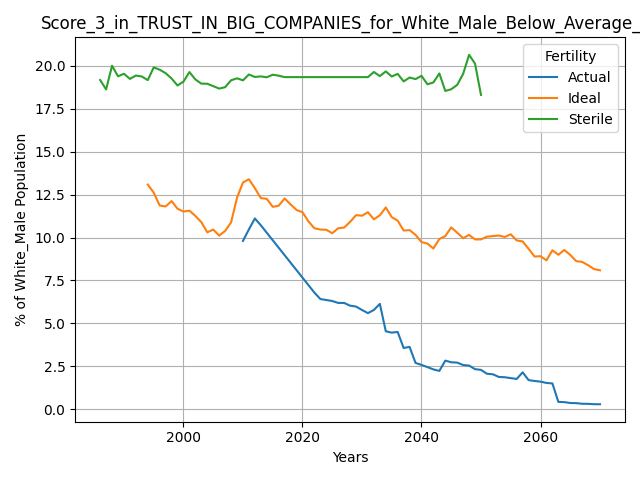 Score_3_in_TRUST_IN_BIG_COMPANIES_for_White_Male_Below_Average_
Fertility
Actual
Ideal
Sterile
% of White_Male Population
20.0
17.5
15.0
12.5
10.0
7.5
5.0
2.5
0.0
2000
2020
2040
2060
Years